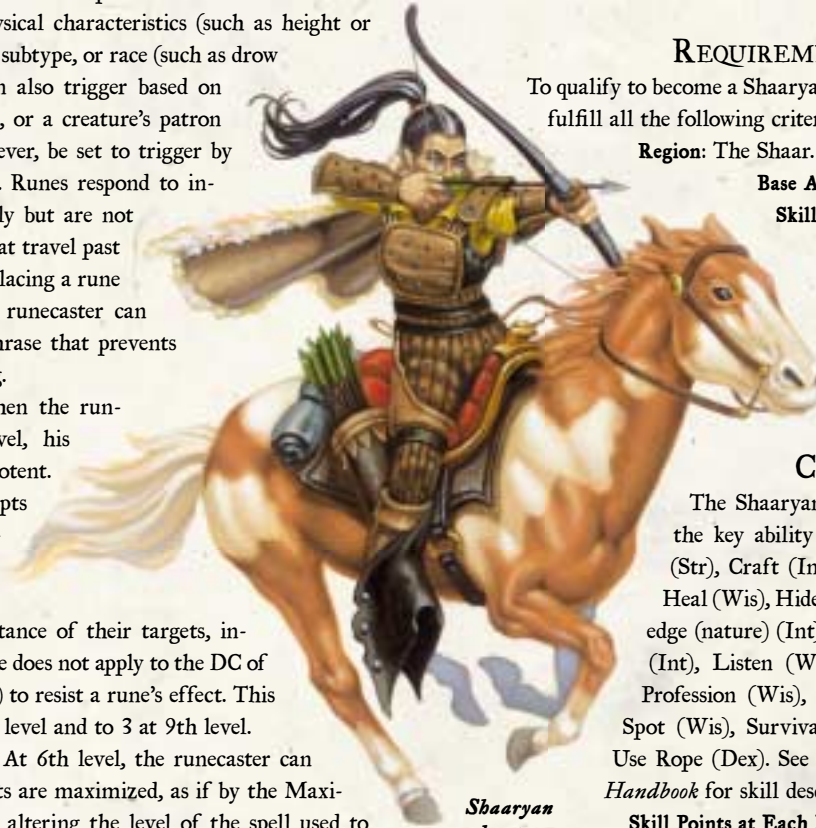 ysical characteristics (such as height or
subtype, or race (such as drow
also trigger based on
, or a creature's patron
ever, be set to trigger by
. Runes respond to in-
ly but are not
at travel past
lacing a rune
runecaster can
hrase that prevents
hen the run-
vel, his
otent.
pts
tance of their targets, in-
e does not apply to the DC of
) to resist a rune's effect. This
level and to 3 at 9th level.
At 6th level, the runecaster can
ts are maximized, as if by the Maxi-
altering the level of the spell used to
Shaaryan
REQUIREM
To qualify to become a Shaarya
fulfill all the following criter
Region: The Shaar.
Base A
Skill
C
The Shaaryan
the key ability
(Str), Craft (In
Heal (Wis), Hide
edge (nature) (Int)
(Int), Listen (W
Profession (Wis),
Spot (Wis), Surviva
Use Rope (Dex). See
Handbook for skill desc
Skill Points at Each